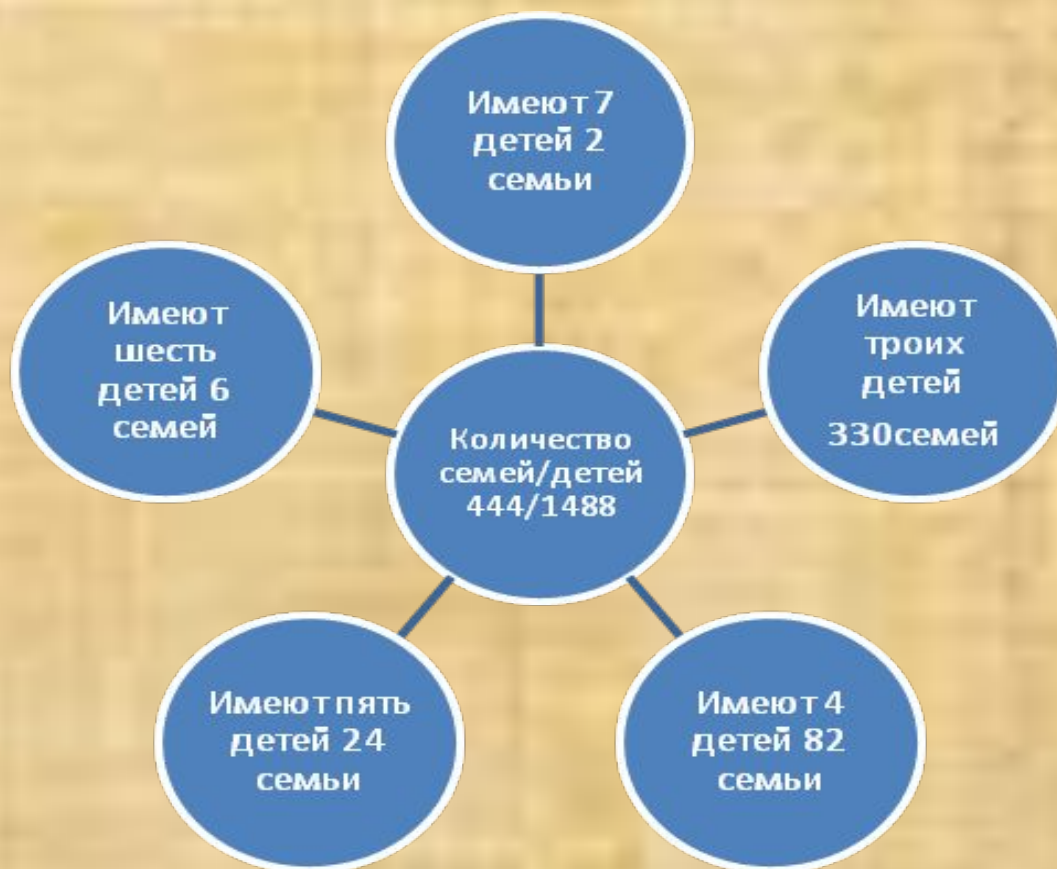 Имеют 7
детей 2
семьи
Имеют
троих
детей
330семей
Имеют
шесть
детей 6
семей
Количество
семей/детей
444/1488
Имеют пять
детей 24
семьи
Имеют 4
детей 82
семьи